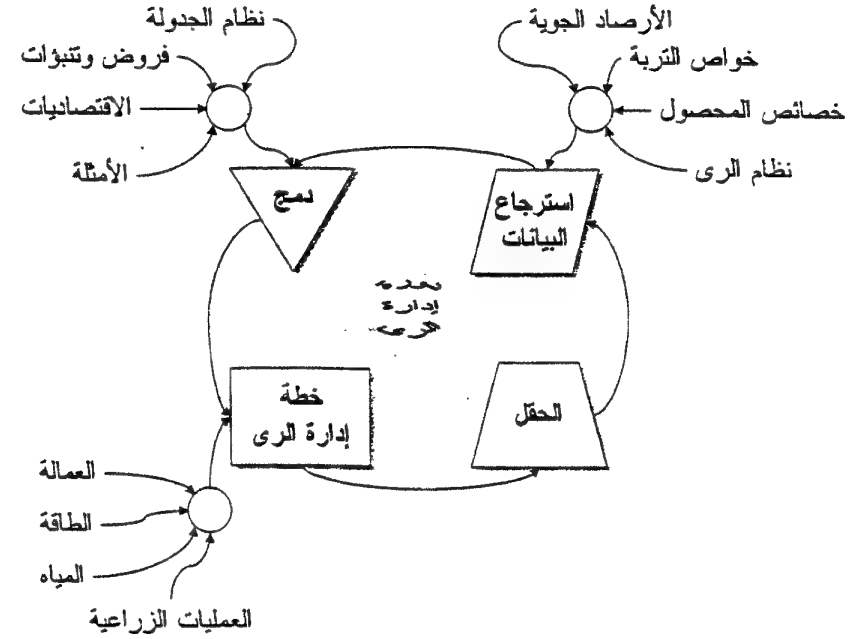 الأرصاد الجوية
خواص التربة
خصائص المحصول
نظام الرى
نظام الجدولة
فروض وتنبؤات
الاقتصاديات
الأمثلة
استرجاع
البيانات
دمج
إدارة
الرى
خطة
إدارة الرى
الحقل
العمالة
الطاقة
المياه
العمليات الزراعية